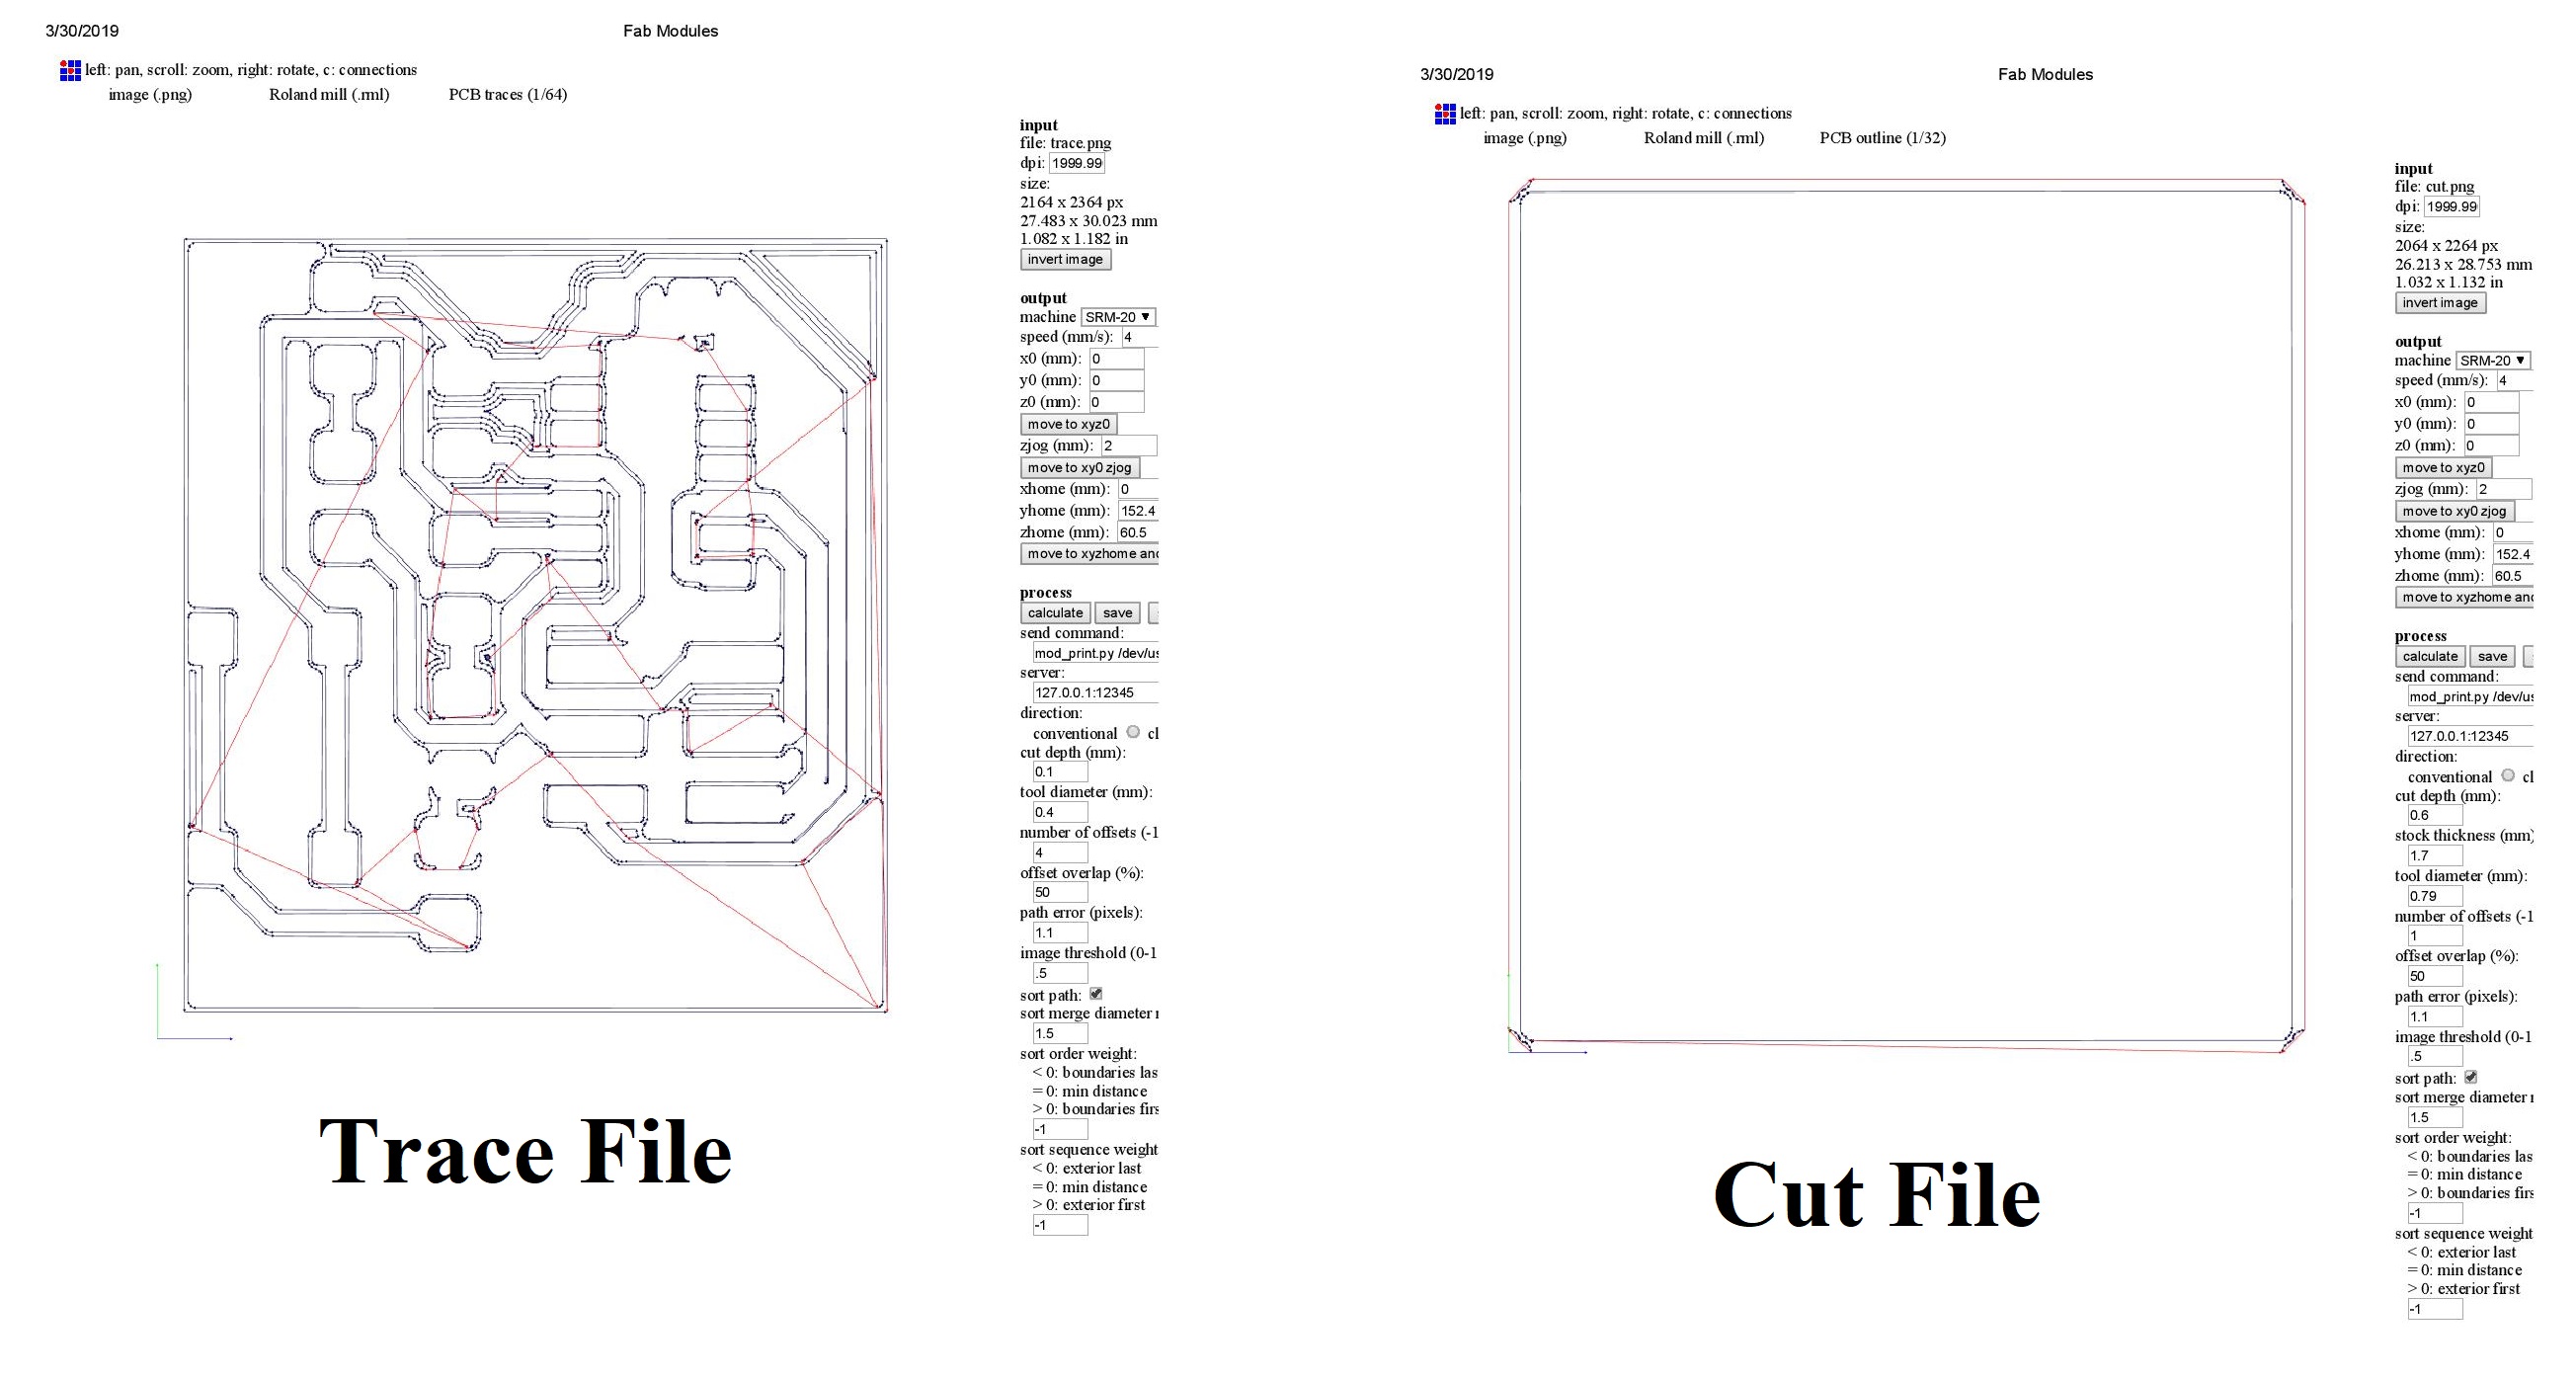 3/30/2019
Fab Modules
left: pan, scroll: zoom, right: rotate, c: connections
image (.png) Roland mill (.rml) PCB traces (1/64)
input
file: trace.png
dpi: 1999.99
size:
2164 x 2364 px
27.483 x 30.023 mm
1.082 x 1.182 in
invert image
output
machine SRM-20
speed (mm/s): 4
x0 (mm): 0
y0 (mm): 0
z0 (mm): 0
move to xyz0
zjog (mm): 2
move to xy0 zjog
xhome (mm): 0
yhome (mm): 152.4
zhome (mm): 60.5
move to xyzhome and
process
calculate save
send command:
mod_print.py /dev/us
server:
127.0.0.1:12345
direction:
conventional cl
cut depth (mm):
0.1
tool diameter (mm):
0.4
number of offsets (-1
4
offset overlap (%):
50
path error (pixels):
1.1
image threshold (0-1
.5
sort path:
sort merge diameter
1.5
sort order weight:
< 0: boundaries las
= 0: min distance
> 0: boundaries firs
-1
sort sequence weight
< 0: exterior last
= 0: min distance
> 0: exterior first
-1
Trace File
3/30/2019
Fab Modules
left: pan, scroll: zoom, right: rotate, c: connections
image (.png) Roland mill (.rml) PCB outline (1/32)
input
file: cut.png
dpi: 1999.99
size:
2064 x 2264 px
26.213 x 28.753 mm
1.032 x 1.132 in
invert image
output
machine SRM-20
speed (mm/s): 4
x0 (mm): 0
y0 (mm): 0
z0 (mm): 0
move to xyz0
zjog (mm): 2
move to xy0 zjog
xhome (mm): 0
yhome (mm): 152.4
zhome (mm): 60.5
move to xyzhome and
process
calculate save
send command:
mod_print.py /dev/us
server:
127.0.0.1:12345
direction:
conventional cl
cut depth (mm):
0.6
stock thickness (mm)
1.7
tool diameter (mm):
0.79
number of offsets (-1
1
offset overlap (%):
50
path error (pixels):
1.1
image threshold (0-1
.5
sort path:
sort merge diameter
1.5
sort order weight:
< 0: boundaries las
= 0: min distance
> 0: boundaries firs
-1
sort sequence weight
< 0: exterior last
= 0: min distance
> 0: exterior first
-1
Cut File